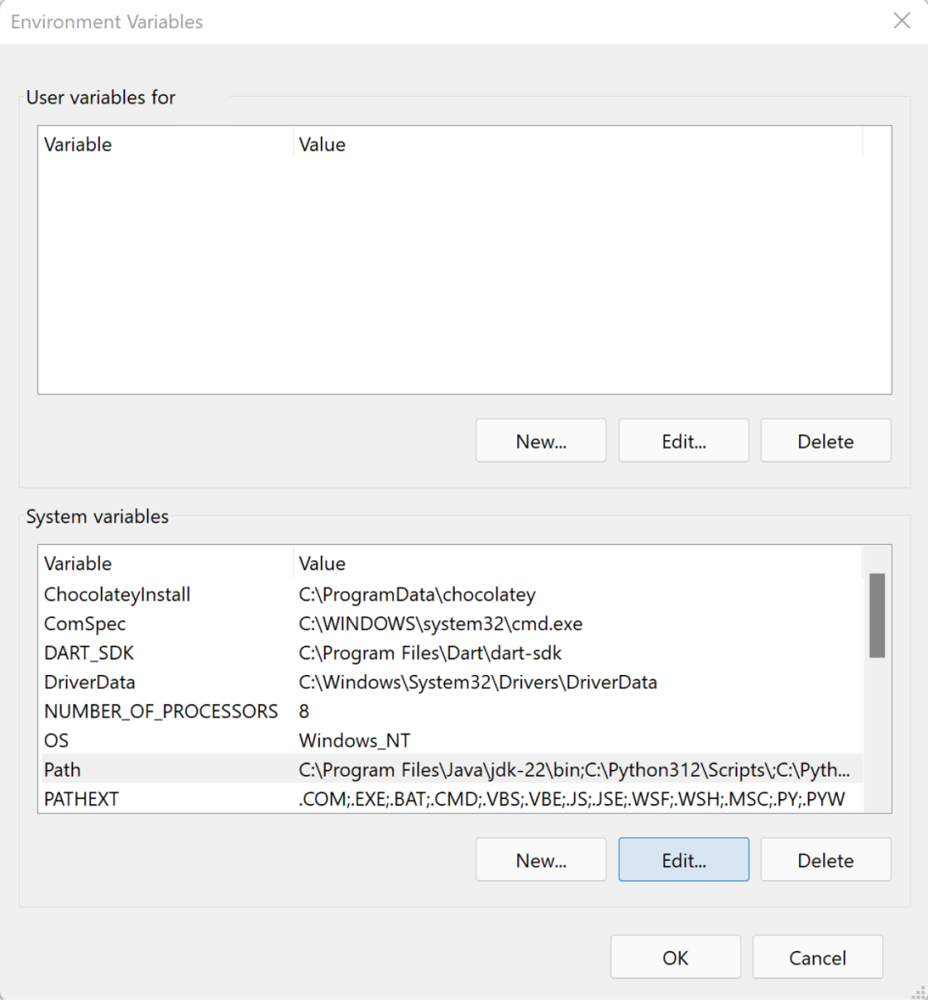 Environment Variables
User variables for
Variable Value
New... Edit... Delete
System variables
Variable Value
ChocolateyInstall C:\ProgramData\chocolatey
ComSpec C:\WINDOWS\system32\cmd.exe
DART_SDK C:\Program Files\Dart\dart-sdk
DriverData C:\Windows\System32\Drivers\DriverData
NUMBER_OF_PROCESSORS 8
OS Windows_NT
Path C:\Program Files\Java\jdk-22\bin;C:\Python312\Scripts\;C:\Pyth...
PATHEXT .COM;.EXE;.BAT;.CMD;.VBS;.VBE;.JS;.JSE;.WSF;.WSH;.MSC;.PY;.PYW
New... Edit... Delete
OK Cancel